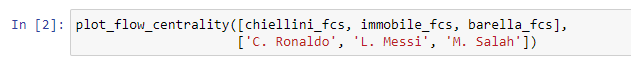 In [2]: plot_flow_centrality([chiellini_fcs, immobile_fcs, barella_fcs],
['C. Ronaldo', 'L. Messi', 'M. Salah'])